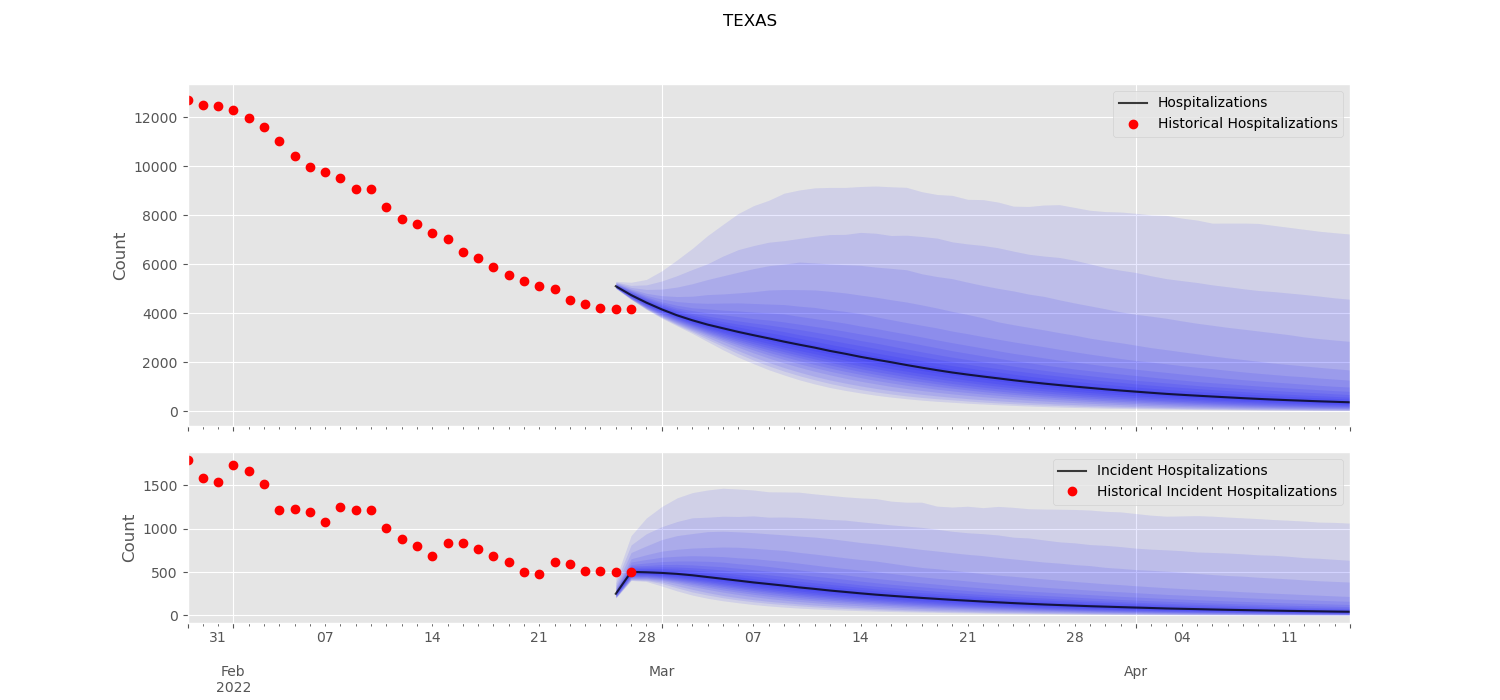 TEXAS
Hospitalizations
Historical Hospitalizations
12000
10000
8000
6000
4000
2000
0
Count
Incident Hospitalizations
Historical Incident Hospitalizations
1500
1000
500
0
Count
31 07 14 21 28 07 14 21 28 04 11
Feb Mar Apr
2022